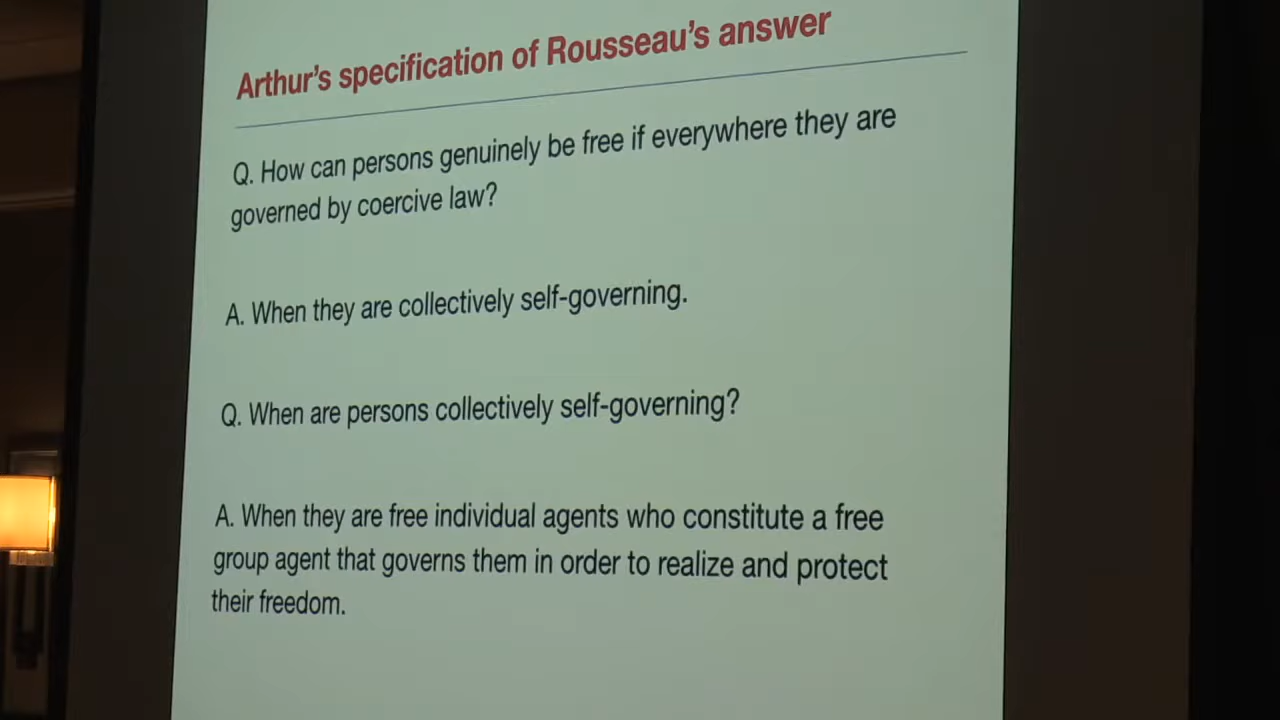 Arthur’s specification of Rousseau’s answer
Q. How can persons genuinely be free if everywhere they are
governed by coercive law?
A. When they are collectively self-governing.
Q. When are persons collectively self-governing?
A. When they are free individual agents who constitute a free
group agent that governs them in order to realize and protect
their freedom.